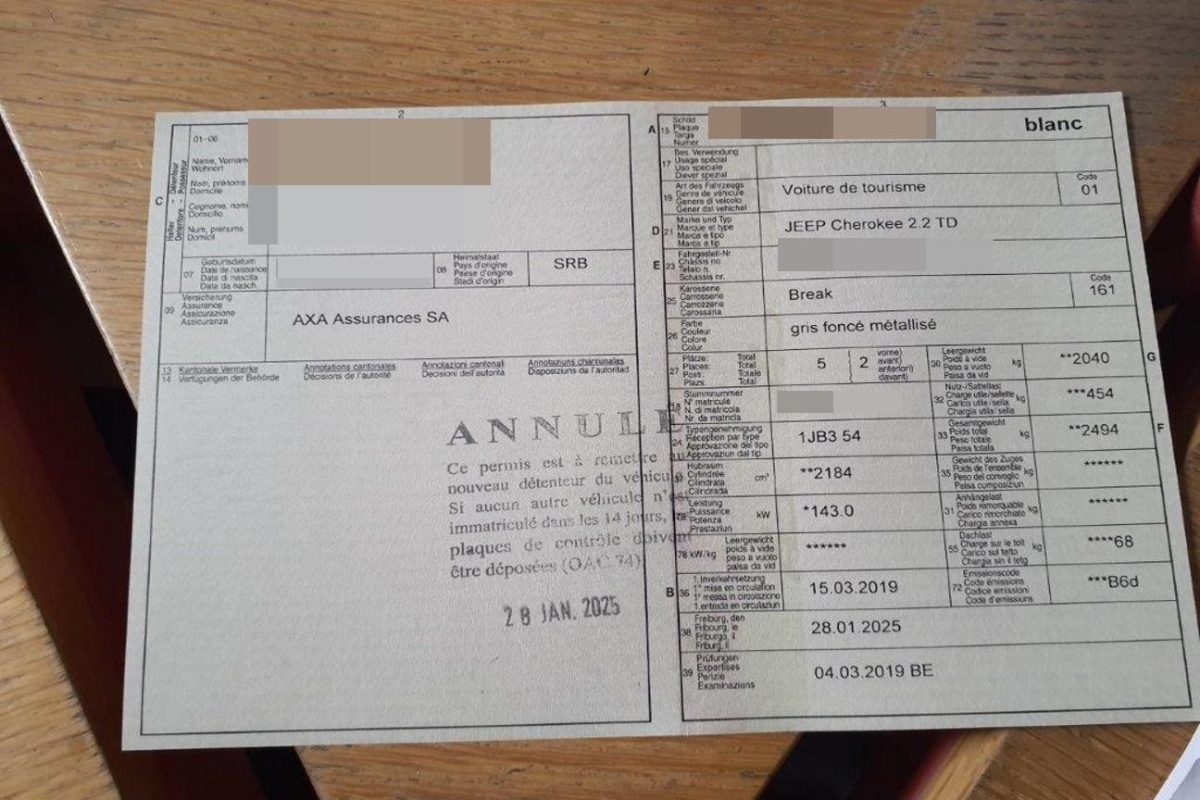 2
C
Halter - Détenteur
Detentore - Possessur
01-06
Name, Vornamen
Wohnort
Nom, prénoms
Domicile
Cognome, nomi
Domicilio
Num, prenums
Domicil
07
Geburtsdatum
Date de naissance
Data di nascita
Data da nasch.
08
Heimatstaat
Pays d'origine
Paese d'origine
Stadi d'origin
SRB
09
Versicherung
Assurance
Assicurazione
Assicuranza
AXA Assurances SA
13 Kantonale Vermerke
14 Verfügungen der Behörde
Annotations cantonales
Décisions de l'autorité
Annotazioni cantonali
Decisioni dell'autorità
Annotaziuns chantunalas
Disposiziuns da l'autoritad
ANNULE
Ce permis est à remettre au
nouveau détenteur du véhicule
Si aucun autre véhicule n'est
immatriculé dans les 14 jours,
plaques de contrôle doivent
être déposées (OAC 74)
28 JAN. 2025
3
A 15
Schild
Plaque
Targa
Numer
blanc
17
Bes. Verwendung
Usage spécial
Uso speciale
Diever spezial
19
Art des Fahrzeugs
Genre de véhicule
Genere di veicolo
Gener dal vehichel
Voiture de tourisme
Code
01
D 21
Marke und Typ
Marque et type
Marca e tipo
Marca e tip
JEEP Cherokee 2.2 TD
E 23
Fahrgestell-Nr
Châssis no
Telaio n.
Schassis nr.
25
Karosserie
Carrosserie
Carrozzeria
Carossaria
Break
Code
161
26
Farbe
Couleur
Colore
Colur
gris foncé métallisé
27
Plätze: Total
Places: Total
Posti: Totale
Plazs: Total
5
2
vorne)
avant)
anteriori)
davant)
30
Leergewicht
Poids à vide
Peso a vuoto
Paisa da vid
kg
**2040
G
18
Stammnummer
N° matricule
N. di matricola
Nr. da matricla
32
Nutz-/Sattellast
Charge utile/sellette
Carico utile/sella
Chargia utila/sella
kg
***454
24
Typengenehmigung
Réception par type
Approvazione del tipo
Approvaziun dal tip
1JB3 54
33
Gesamtgewicht
Poids total
Peso totale
Paisa totala
kg
**2494
F
Hubraum
Cylindrée
Cilindrata
Cilindrada
cm³
**2184
35
Gewicht des Zuges
Poids de l'ensemble
Peso del convoglio
Paisa cumposiziun
kg
******
76
Leistung
Puissance
Potenza
Prestaziun
kW
*143.0
31
Anhängelast
Poids remorquable
Carico rimorchiato
Chargia annexa
kg
******
78 kW/kg
Leergewicht
poids à vide
peso a vuoto
paisa da vid
******
55
Dachlast
Charge sur le toit
Carico sul tetto
Chargia sin il tetg
kg
****68
B 36
1. Inverkehrsetzung
1re mise en circulation
1a messa in circolazione
1. entrada en circulaziun
15.03.2019
72
Emissionscode
Code émissions
Codice emissioni
Code d'emissiuns
***B6d
38
Freiburg, den
Fribourg, le
Friburgo, il
Friburg, il
28.01.2025
39
Prüfungen
Expertises
Perizie
Examinaziuns
04.03.2019 BE